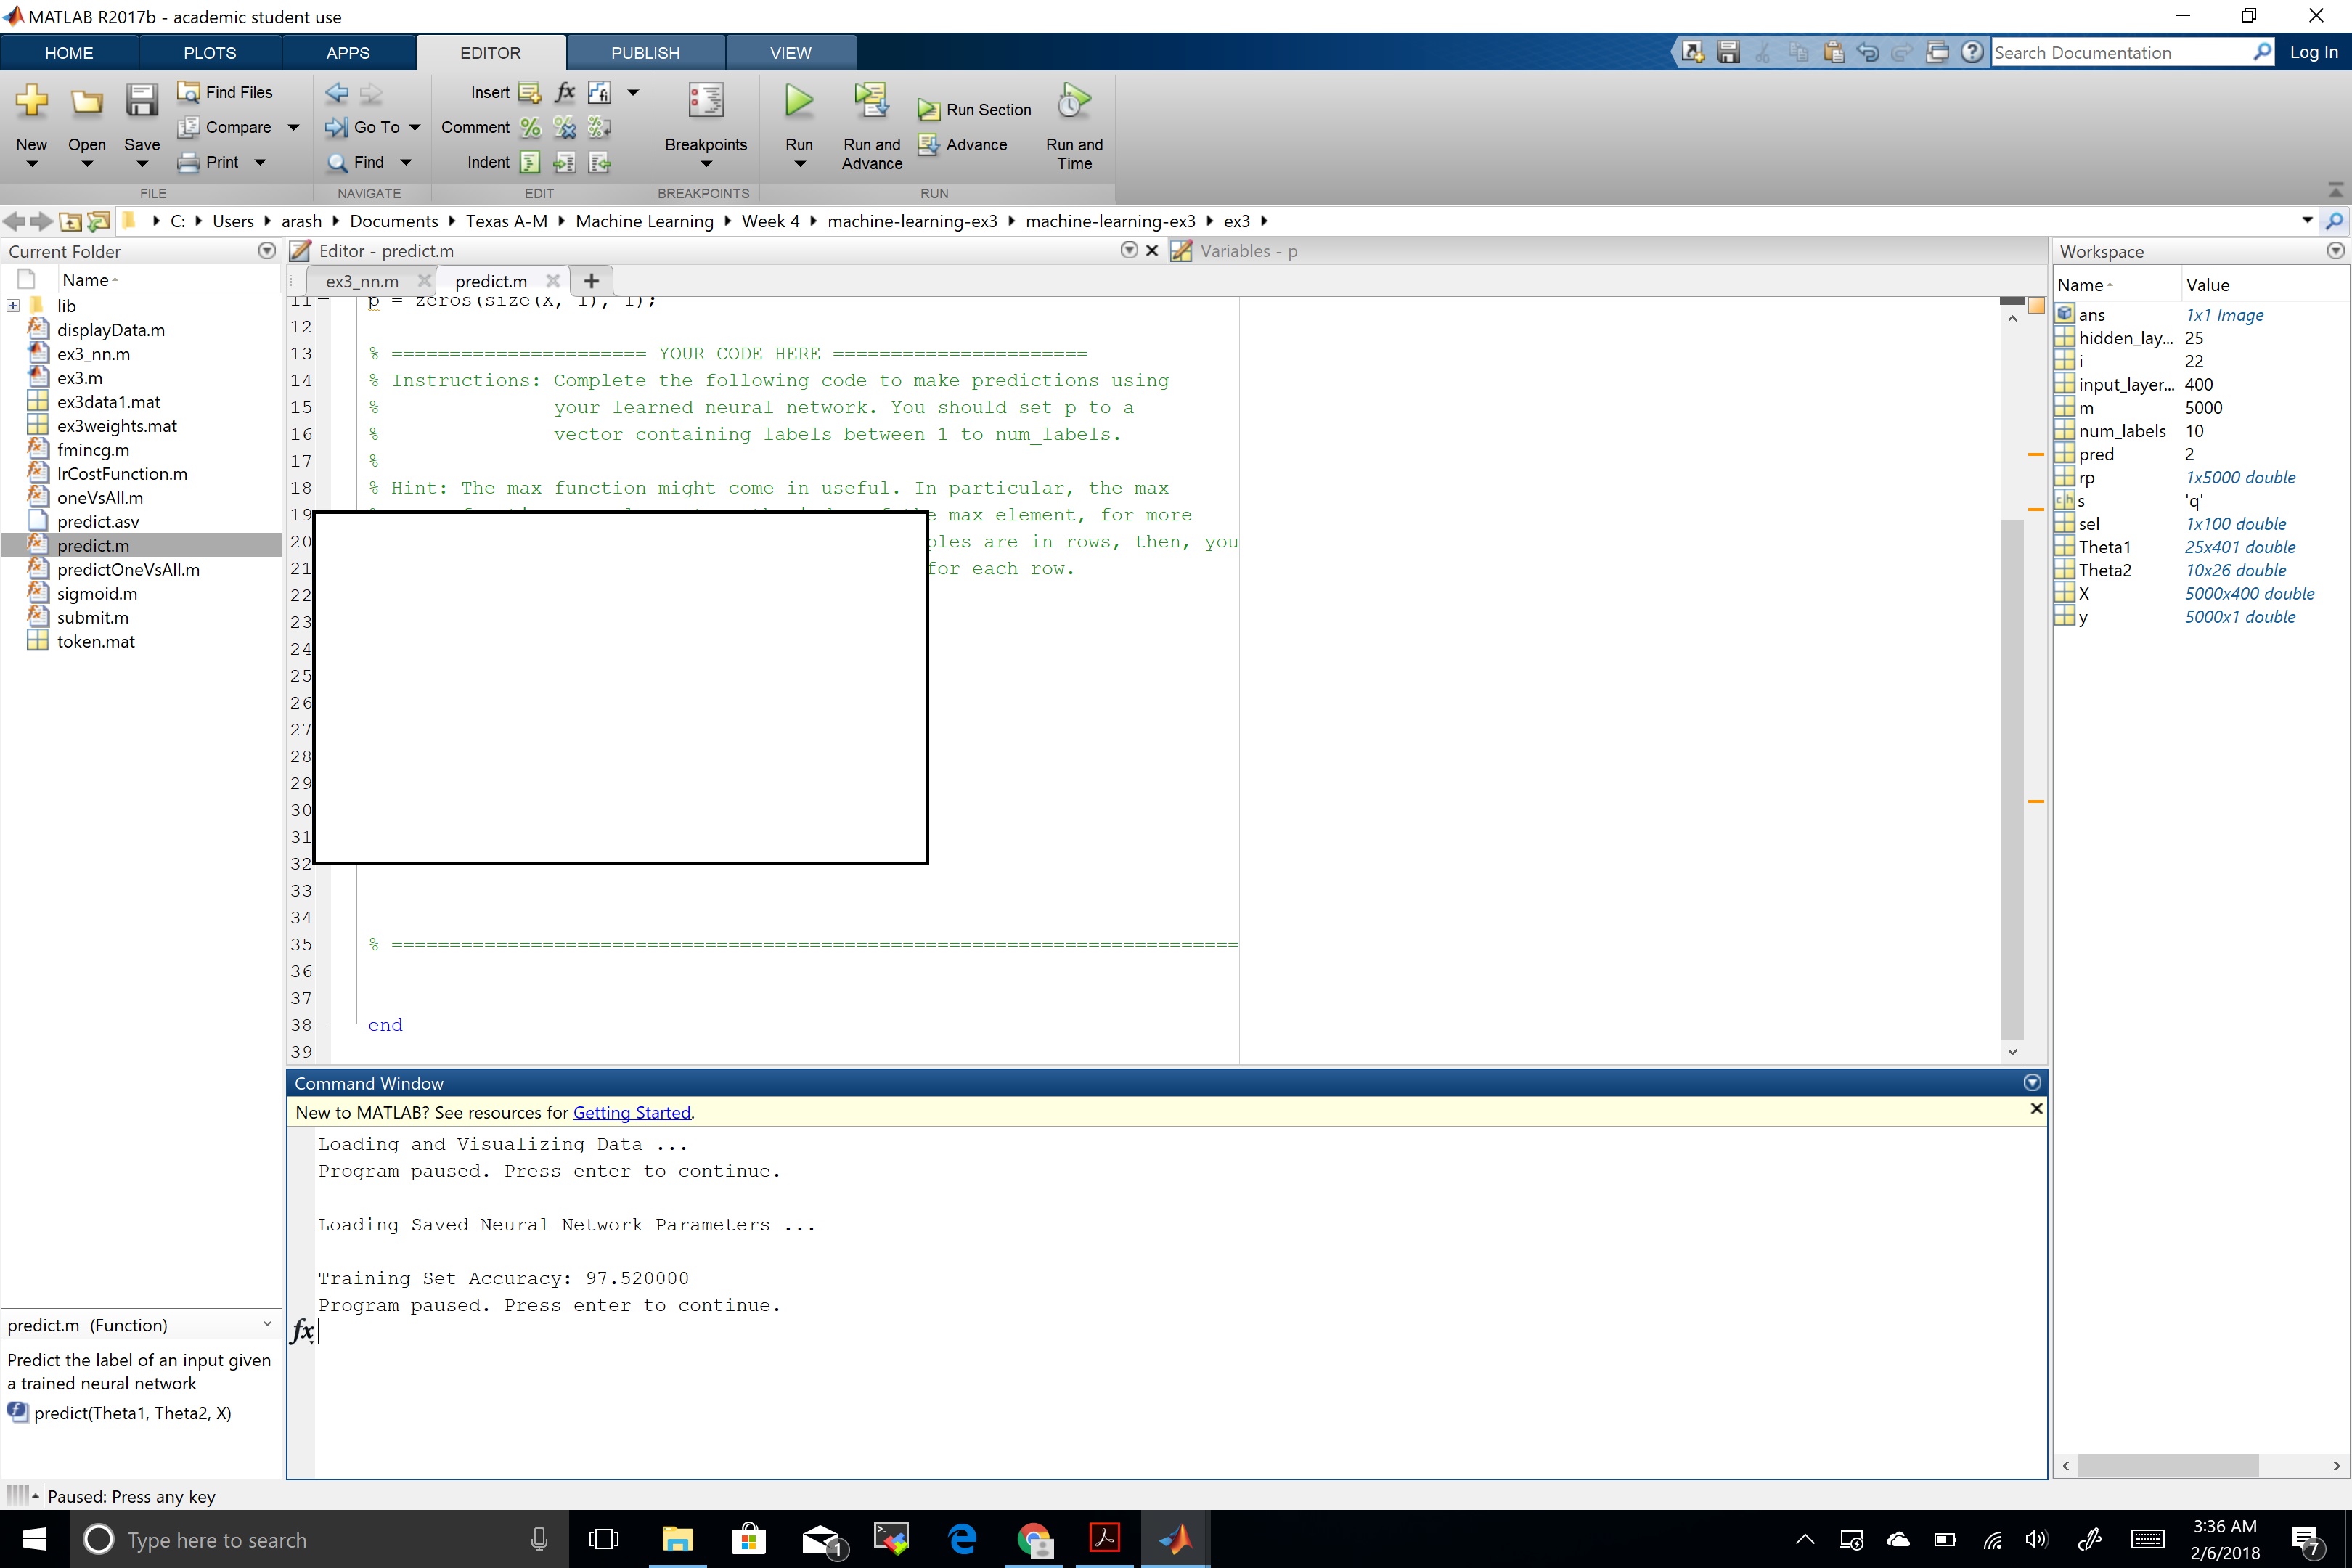 MATLAB R2017b - academic student use
HOME PLOTS APPS EDITOR PUBLISH VIEW
Search Documentation Log In
New Open Save
Find Files
Compare
Print
FILE
Go To
Find
NAVIGATE
Insert fx
Comment
Indent
EDIT
Breakpoints
BREAKPOINTS
Run
Run and Advance
Run Section
Advance
Run and Time
RUN
C: Users arash Documents Texas A-M Machine Learning Week 4 machine-learning-ex3 machine-learning-ex3 ex3
Current Folder
Name
lib
displayData.m
ex3_nn.m
ex3.m
ex3data1.mat
ex3weights.mat
fmincg.m
lrCostFunction.m
oneVsAll.m
predict.asv
predict.m
predictOneVsAll.m
sigmoid.m
submit.m
token.mat
predict.m (Function)
Predict the label of an input given
a trained neural network
predict(Theta1, Theta2, X)
Editor - predict.m
Variables - p
ex3_nn.m predict.m
11 p = zeros(size(X, 1), 1);
12
13 % ====================== YOUR CODE HERE ======================
14 % Instructions: Complete the following code to make predictions using
15 % your learned neural network. You should set p to a
16 % vector containing labels between 1 to num_labels.
17 %
18 % Hint: The max function might come in useful. In particular, the max
19 max element, for more
20 are in rows, then, you
21 for each row.
22
23
24
25
26
27
28
29
30
31
32
33
34
35 % =========================================================================
36
37
38 end
39
Command Window
New to MATLAB? See resources for Getting Started.
Loading and Visualizing Data ...
Program paused. Press enter to continue.
Loading Saved Neural Network Parameters ...
Training Set Accuracy: 97.520000
Program paused. Press enter to continue.
fx
Workspace
Name Value
ans 1x1 Image
hidden_lay... 25
i 22
input_layer... 400
m 5000
num_labels 10
pred 2
rp 1x5000 double
s 'q'
sel 1x100 double
Theta1 25x401 double
Theta2 10x26 double
X 5000x400 double
y 5000x1 double
Paused: Press any key
Type here to search
1
3:36 AM
2/6/2018
7